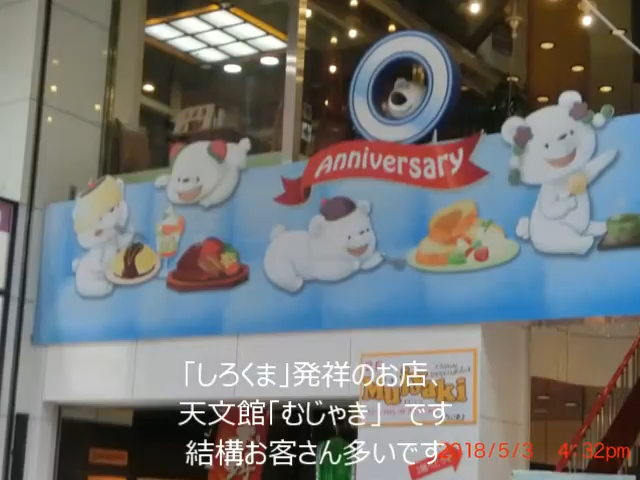 Anniversary
「しろくま」発祥のお店、
天文館「むじゃき」 です
結構お客さん多いです
Mujyaki
2018/5/3 4:32pm